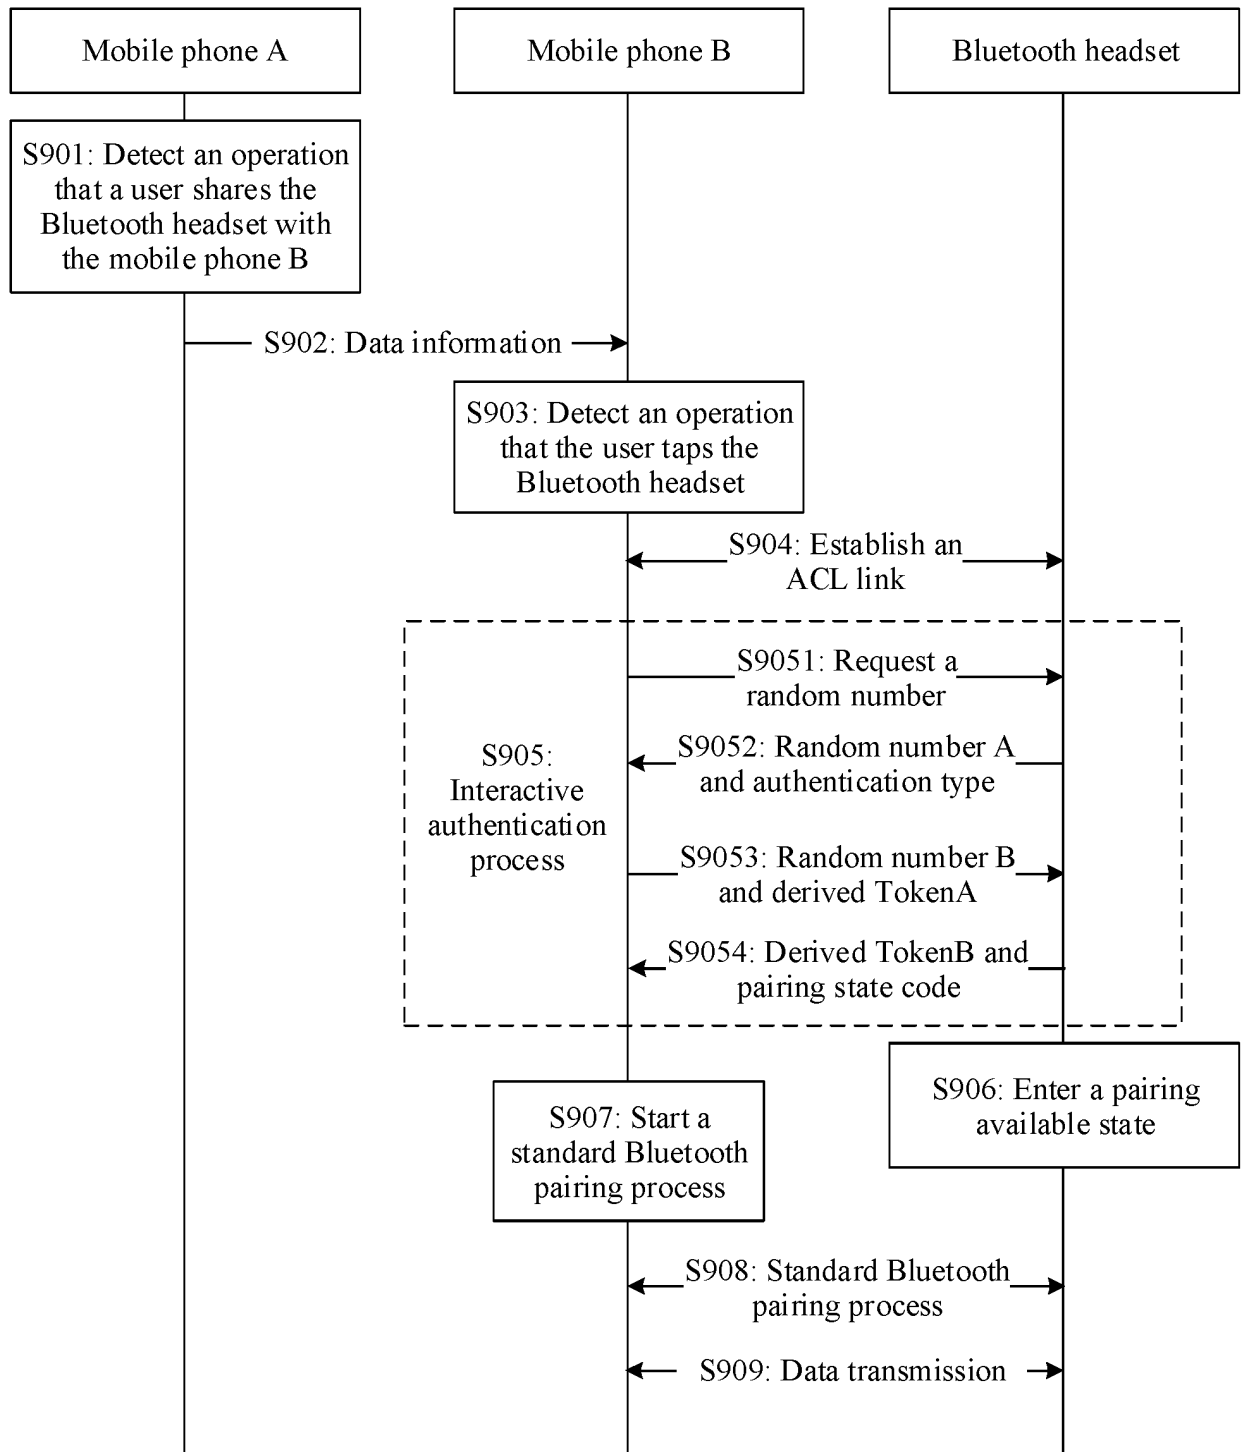 Mobile phone A
Mobile phone B
Bluetooth headset
S901: Detect an operation
that a user shares the
Bluetooth headset with
the mobile phone B
S902: Data information
S903: Detect an operation
that the user taps the
Bluetooth headset
S904: Establish an
ACL link
S905:
Interactive
authentication
process
S9051: Request a
random number
S9052: Random number A
and authentication type
S9053: Random number B
and derived TokenA
S9054: Derived TokenB and
pairing state code
S906: Enter a pairing
available state
S907: Start a
standard Bluetooth
pairing process
S908: Standard Bluetooth
pairing process
S909: Data transmission